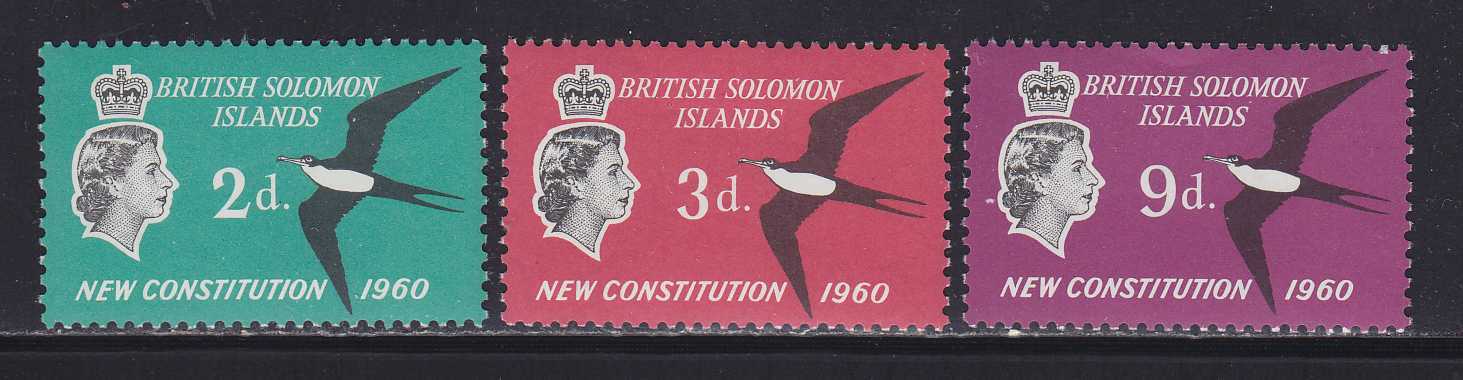 BRITISH SOLOMON
ISLANDS
2d.
NEW CONSTITUTION 1960
BRITISH SOLOMON
ISLANDS
3d.
NEW CONSTITUTION 1960
BRITISH SOLOMON
ISLANDS
9d.
NEW CONSTITUTION 1960